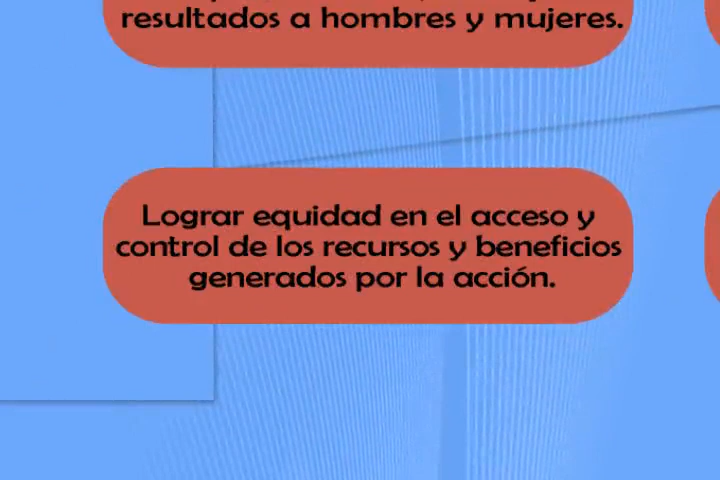 resultados a hombres y mujeres.
Lograr equidad en el acceso y
control de los recursos y beneficios
generados por la acción.